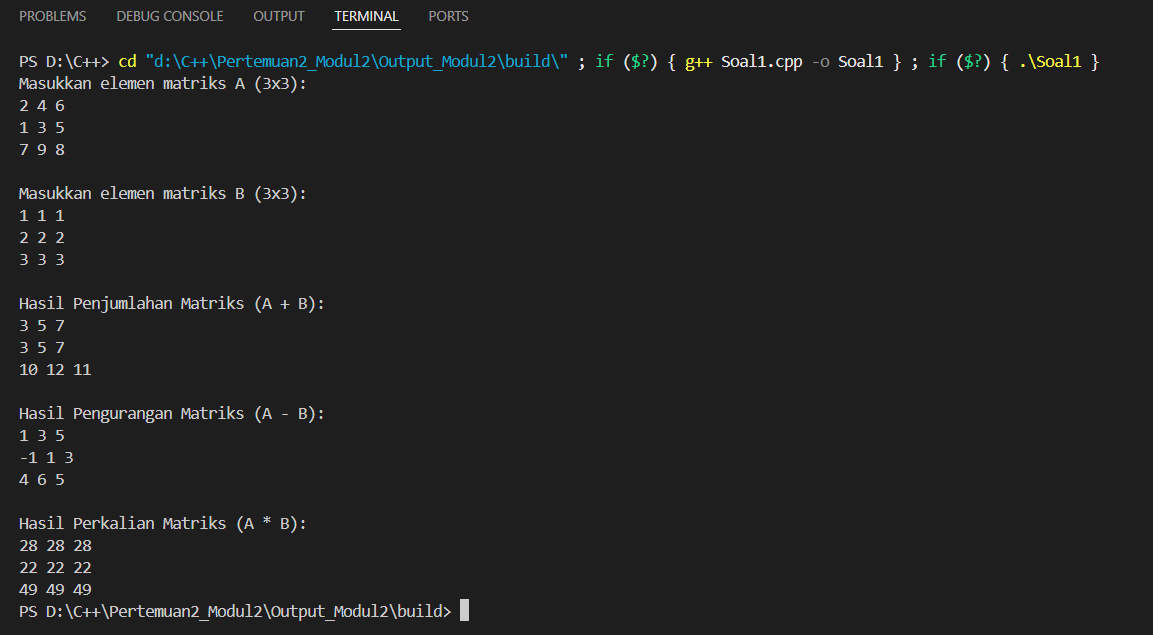 PROBLEMS DEBUG CONSOLE OUTPUT TERMINAL PORTS
PS D:\C++> cd "d:\C++\Pertemuan2_Modul2\Output_Modul2\build\" ; if ($?) { g++ Soal1.cpp -o Soal1 } ; if ($?) { .\Soal1 }
Masukkan elemen matriks A (3x3):
2 4 6
1 3 5
7 9 8
Masukkan elemen matriks B (3x3):
1 1 1
2 2 2
3 3 3
Hasil Penjumlahan Matriks (A + B):
3 5 7
3 5 7
10 12 11
Hasil Pengurangan Matriks (A - B):
1 3 5
-1 1 3
4 6 5
Hasil Perkalian Matriks (A * B):
28 28 28
22 22 22
49 49 49
PS D:\C++\Pertemuan2_Modul2\Output_Modul2\build>